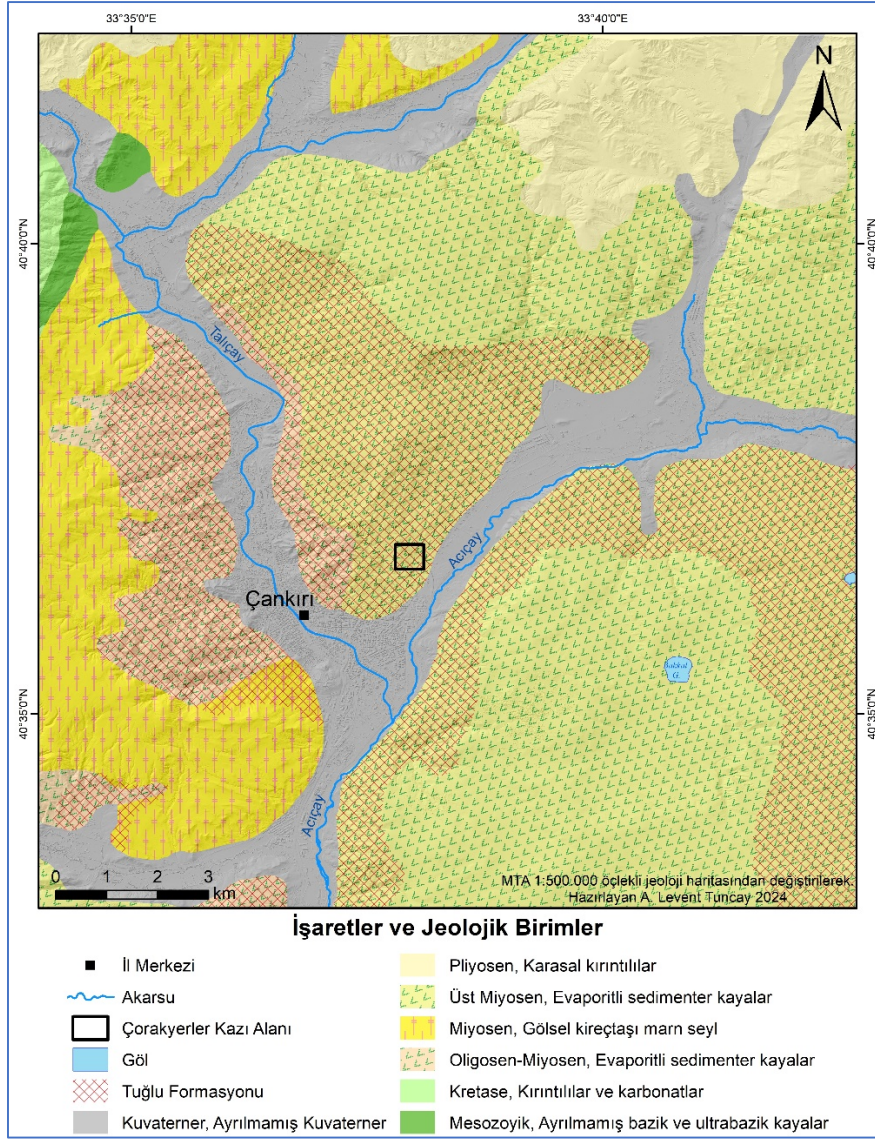 33°35'0"E
33°40'0"E
N
40°40'0"N
40°40'0"N
Talıçay
Acıçay
Çankırı
G.
40°35'0"N
40°35'0"N
Acıçay
0 1 2 3
km
MTA 1:500.000 öçlekli jeoloji haritasından değiştirilerek.
Hazırlayan A. Levent Tuncay 2024
İşaretler ve Jeolojik Birimler
İl Merkezi
Akarsu
Çorakyerler Kazı Alanı
Göl
Tuğlu Formasyonu
Kuvaterner, Ayrılmamış Kuvaterner
Pliyosen, Karasal kırıntılılar
Üst Miyosen, Evaporitli sedimenter kayalar
Miyosen, Gölsel kireçtaşı marn seyl
Oligosen-Miyosen, Evaporitli sedimenter kayalar
Kretase, Kırıntılılar ve karbonatlar
Mesozoyik, Ayrılmamış bazik ve ultrabazik kayalar